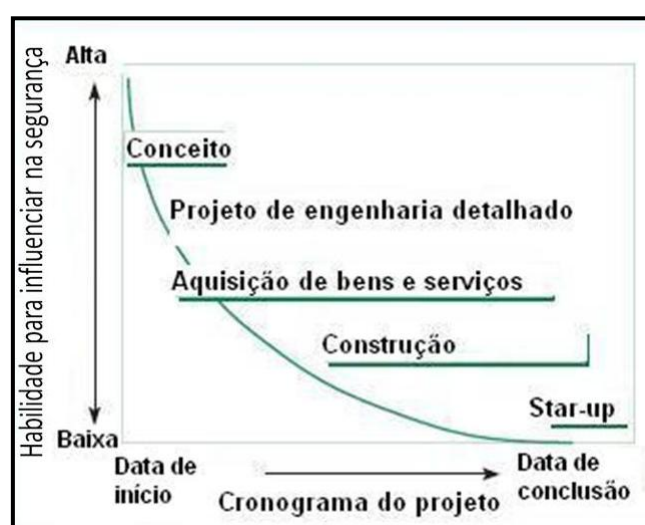 Habilidade para influenciar na segurança
Alta
Conceito
Projeto de engenharia detalhado
Aquisição de bens e serviços
Construção
Star-up
Baixa
Data de
início
Cronograma do projeto
Data de
conclusão